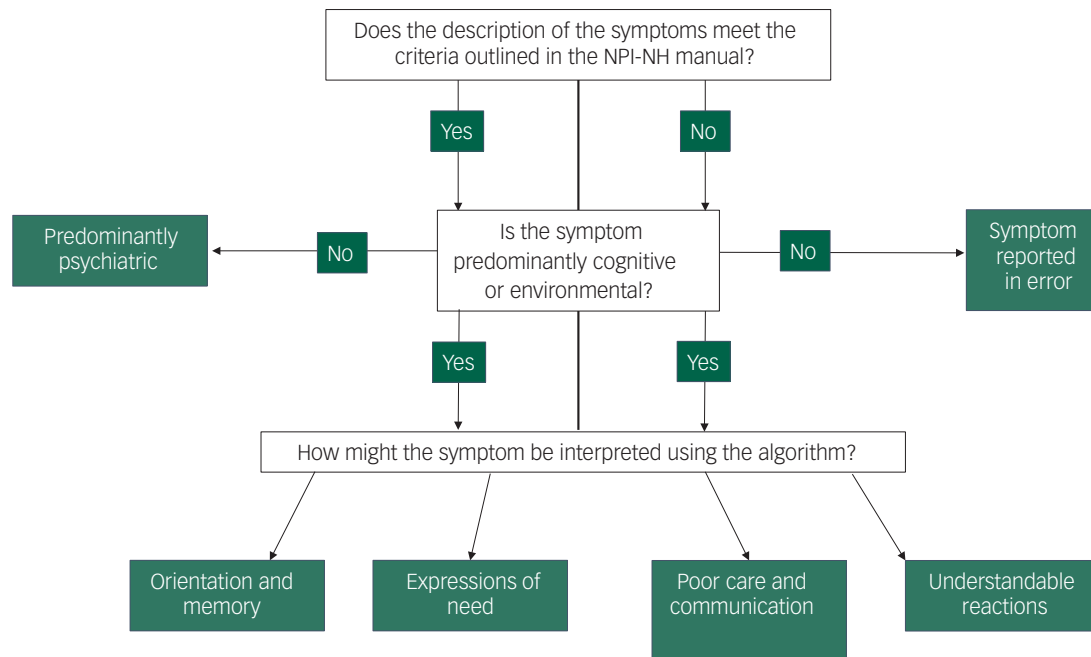 Does the description of the symptoms meet the
criteria outlined in the NPI-NH manual?
Yes
No
Predominantly
psychiatric
No
Is the symptom
predominantly cognitive
or environmental?
No
Symptom
reported
in error
Yes
Yes
How might the symptom be interpreted using the algorithm?
Orientation and
memory
Expressions of
need
Poor care and
communication
Understandable
reactions